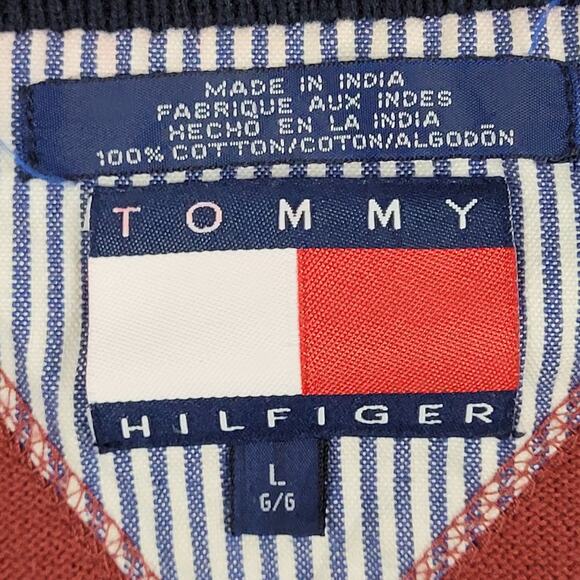 MADE IN INDIA
FABRIQUE AUX INDES
HECHO EN LA INDIA
100% COTTON/COTON/ALGODÓN
TOMMY
HILFIGER
L
G/G